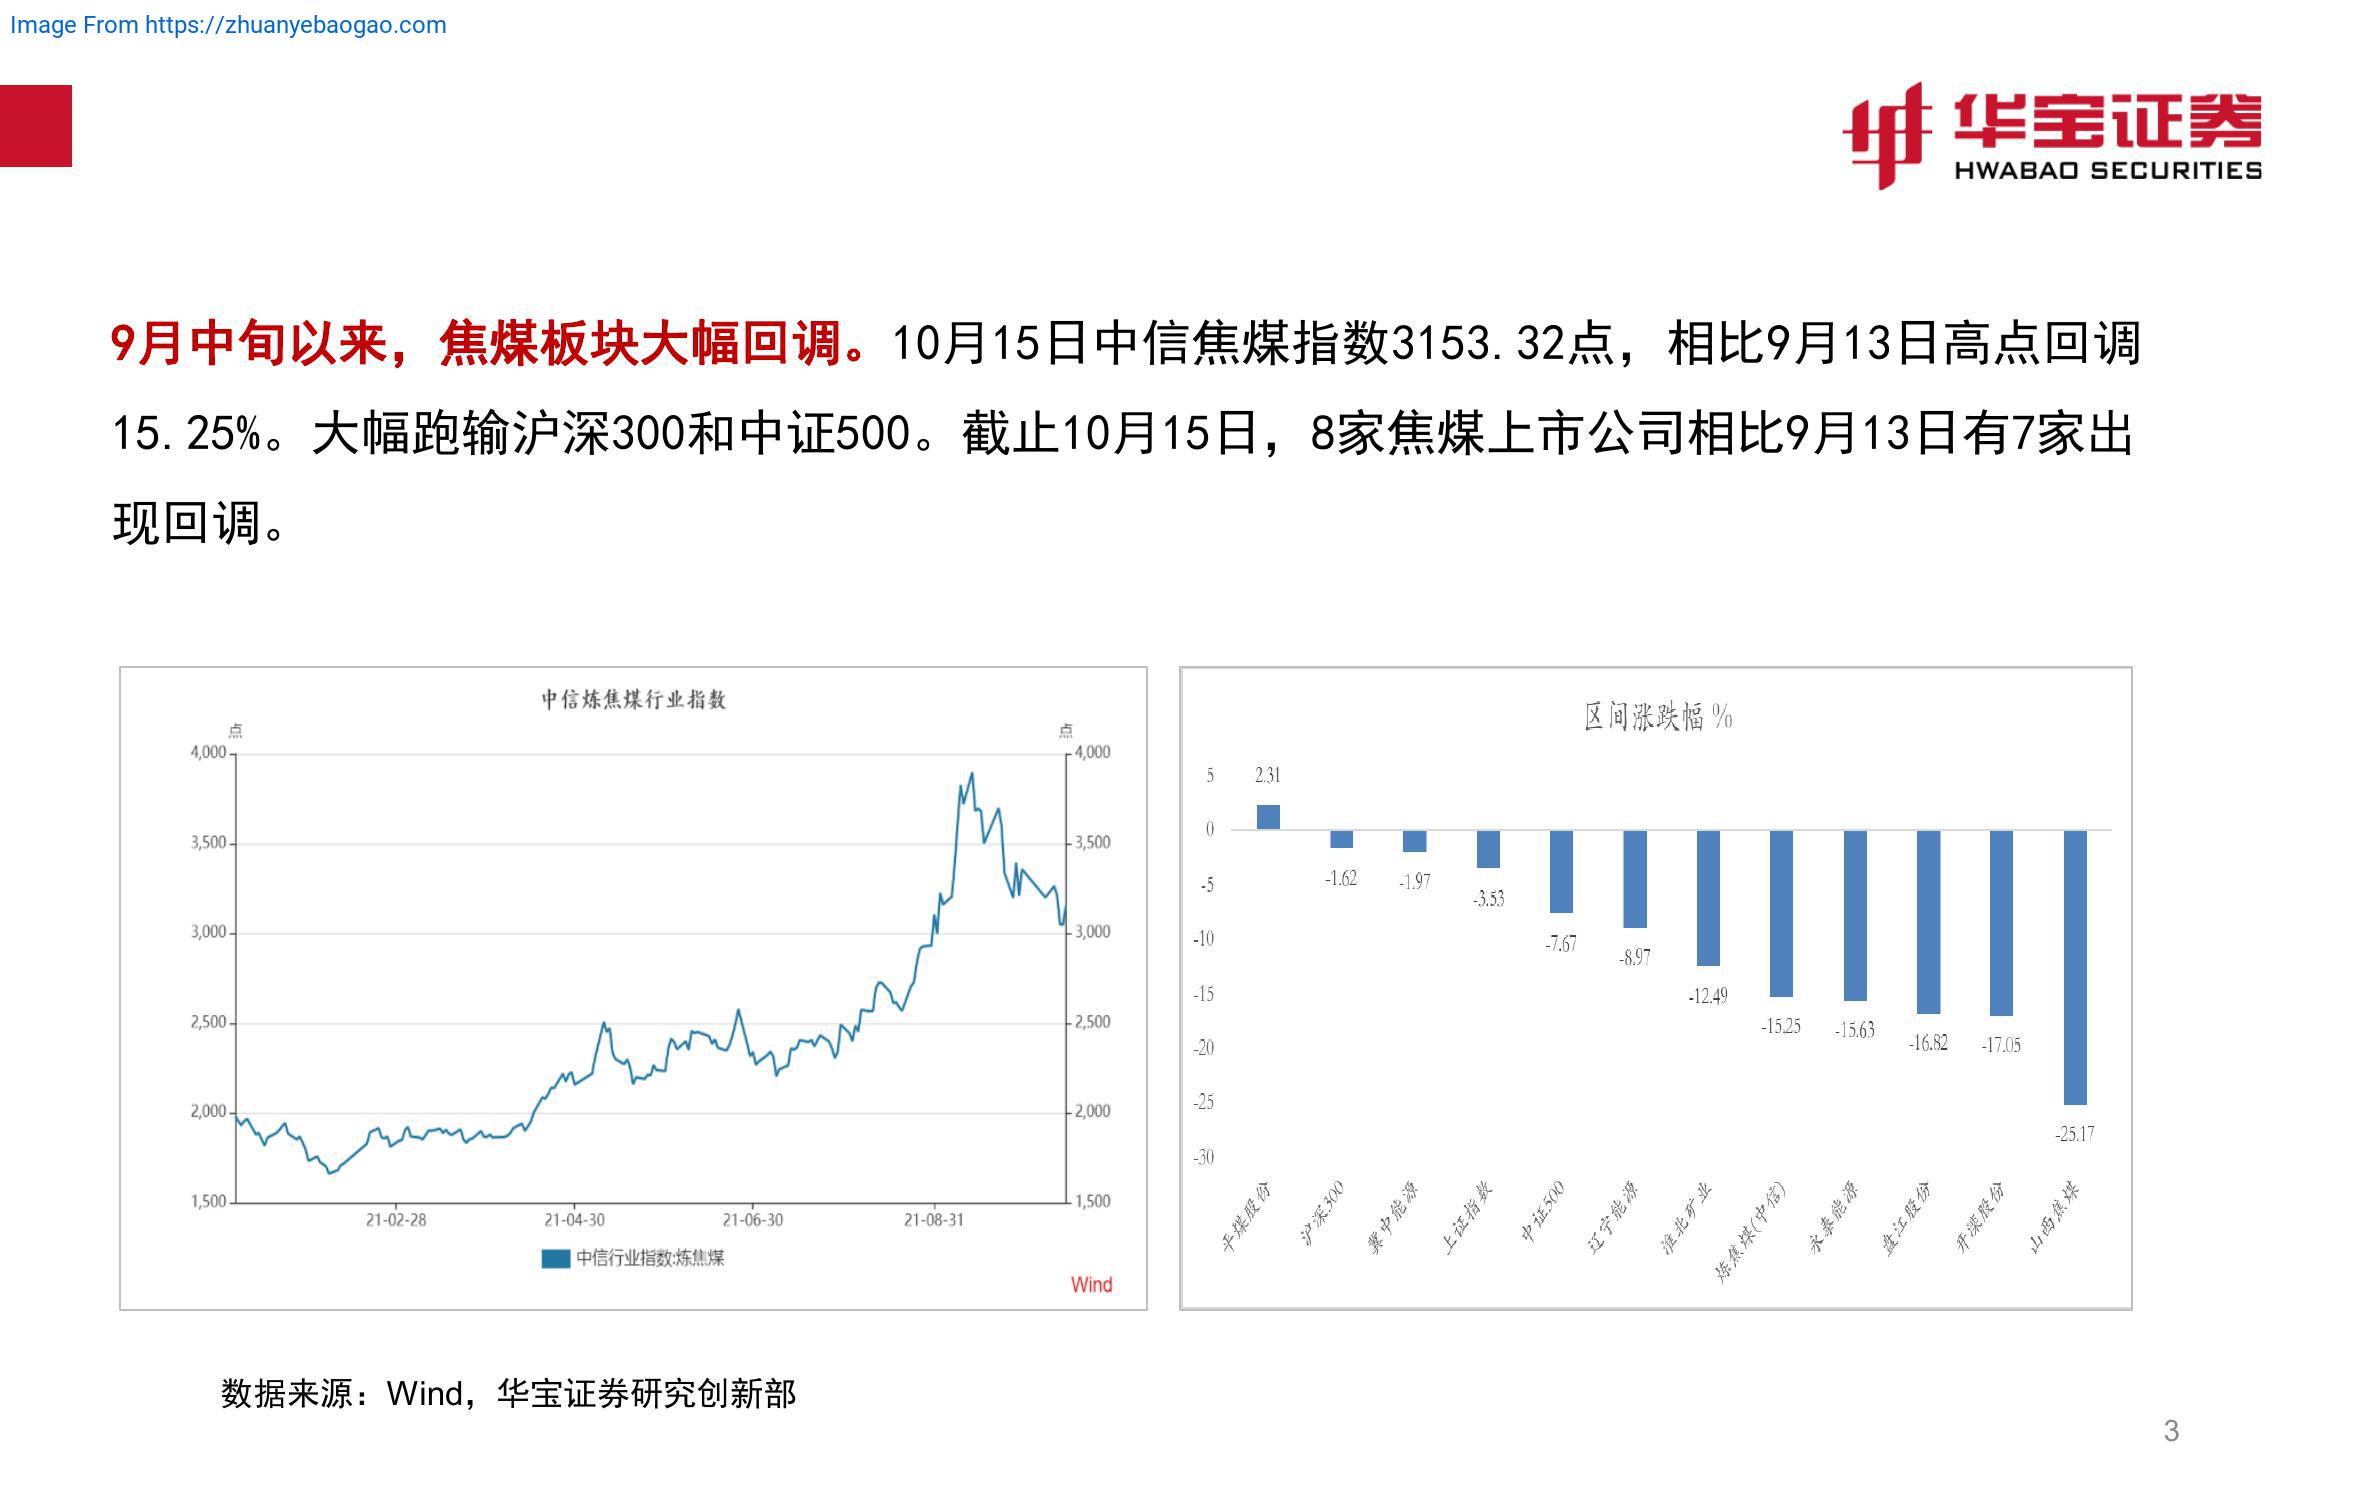 Image From https://zhuanyebaogao.com
华宝证券
HWABAO SECURITIES
9月中旬以来，焦煤板块大幅回调。10月15日中信焦煤指数3153.32点，相比9月13日高点回调
15.25%。大幅跑输沪深300和中证500。截止10月15日，8家焦煤上市公司相比9月13日有7家出
现回调。
中信炼焦煤行业指数
点 点
4,000 4,000
3,500 3,500
3,000 3,000
2,500 2,500
2,000 2,000
1,500 1,500
21-02-28 21-04-30 21-06-30 21-08-31
中信行业指数:炼焦煤
Wind
区间涨跌幅 %
5
0
-5
-10
-15
-20
-25
-30
2.31
-1.62
-1.97
-3.53
-7.67
-8.97
-12.49
-15.25
-15.63
-16.82
-17.05
-25.17
平煤股份
沪深300
冀中能源
上证指数
中证500
辽宁能源
淮北矿业
炼焦煤(中信)
永泰能源
盘江股份
开滦股份
山西焦煤
数据来源：Wind，华宝证券研究创新部
3